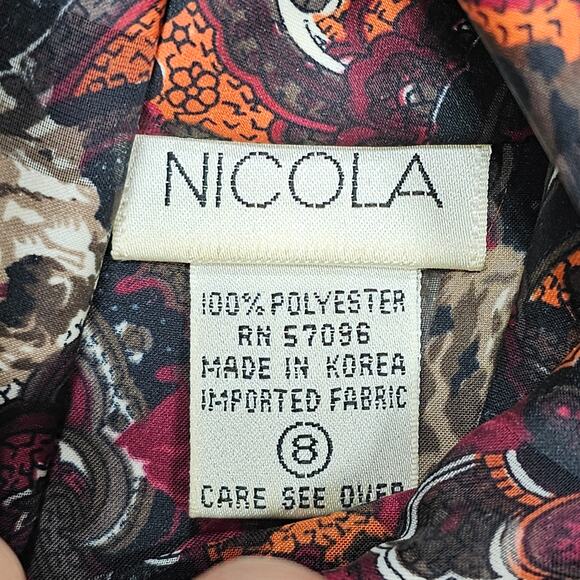 NICOLA
100% POLYESTER
RN 57096
MADE IN KOREA
IMPORTED FABRIC
8
CARE SEE OVER